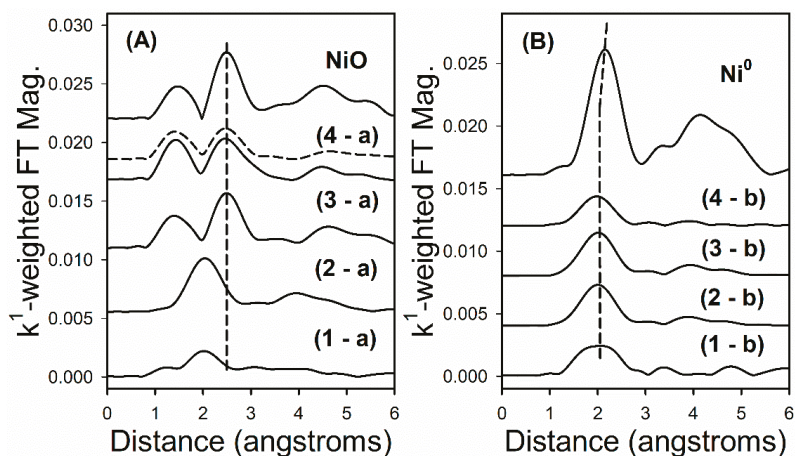 (A)
NiO
(4 - a)
(3 - a)
(2 - a)
(1 - a)
k¹-weighted FT Mag.
0.030
0.025
0.020
0.015
0.010
0.005
0.000
0 1 2 3 4 5 6
Distance (angstroms)
(B)
Ni⁰
(4 - b)
(3 - b)
(2 - b)
(1 - b)
k¹-weighted FT Mag.
0.025
0.020
0.015
0.010
0.005
0.000
0 1 2 3 4 5 6
Distance (angstroms)